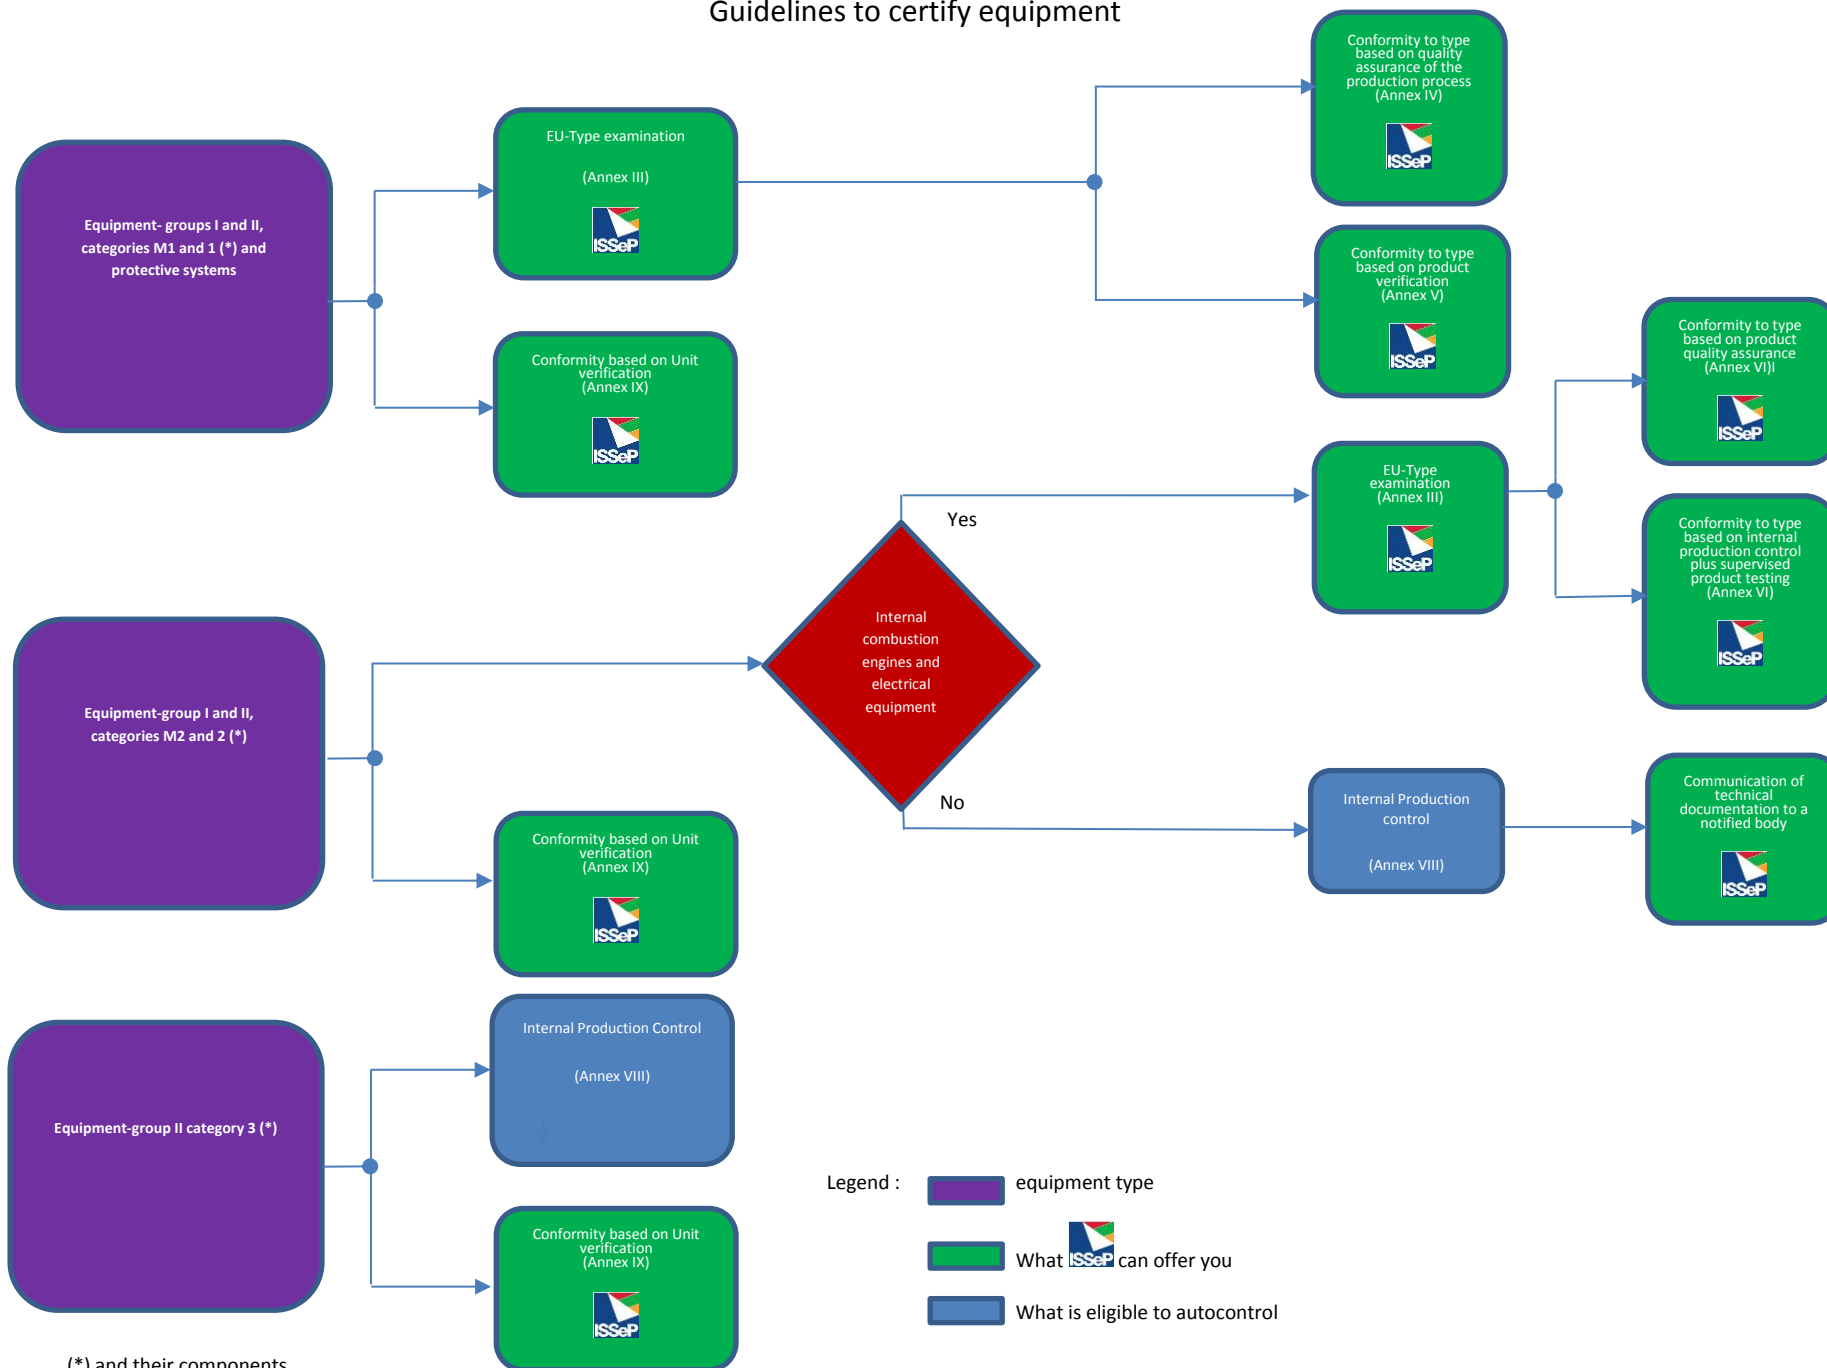 Guidelines to certify equipment
Equipment- groups I and II,
categories M1 and 1 (*) and
protective systems
EU-Type examination
(Annex III)
ISSeP
Conformity based on Unit
verification
(Annex IX)
ISSeP
Conformity to type
based on quality
assurance of the
production process
(Annex IV)
ISSeP
Conformity to type
based on product
verification
(Annex V)
ISSeP
Equipment-group I and II,
categories M2 and 2 (*)
Internal
combustion
engines and
electrical
equipment
Yes
No
EU-Type
examination
(Annex III)
ISSeP
Conformity to type
based on product
quality assurance
(Annex VI)I
ISSeP
Conformity to type
based on internal
production control
plus supervised
product testing
(Annex VI)
ISSeP
Internal Production
control
(Annex VIII)
Communication of
technical
documentation to a
notified body
ISSeP
Conformity based on Unit
verification
(Annex IX)
ISSeP
Equipment-group II category 3 (*)
Internal Production Control
(Annex VIII)
Conformity based on Unit
verification
(Annex IX)
ISSeP
Legend :
equipment type
What ISSeP can offer you
What is eligible to autocontrol
(*) and their components